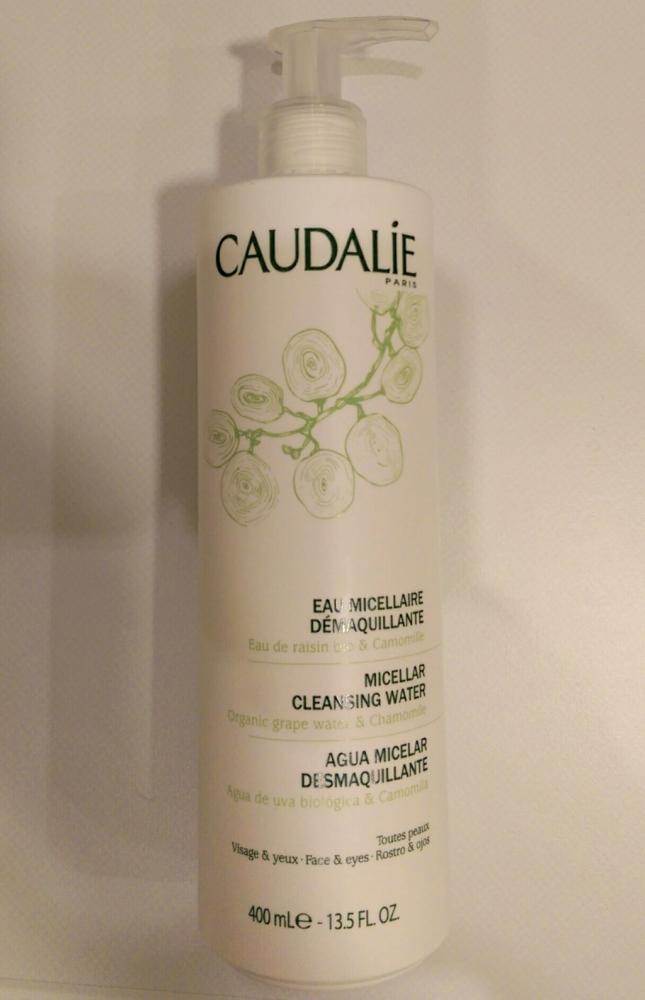 CAUDALiE
PARIS
EAU MICELLAIRE
DÉMAQUILLANTE
Eau de raisin bio & Camomille
MICELLAR
CLEANSING WATER
Organic grape water & Chamomile
AGUA MICELAR
DESMAQUILLANTE
Agua de uva biológica & Camomila
Toutes peaux
Visage & yeux · Face & eyes · Rostro & ojos
400 mL℮ - 13.5 FL. OZ.